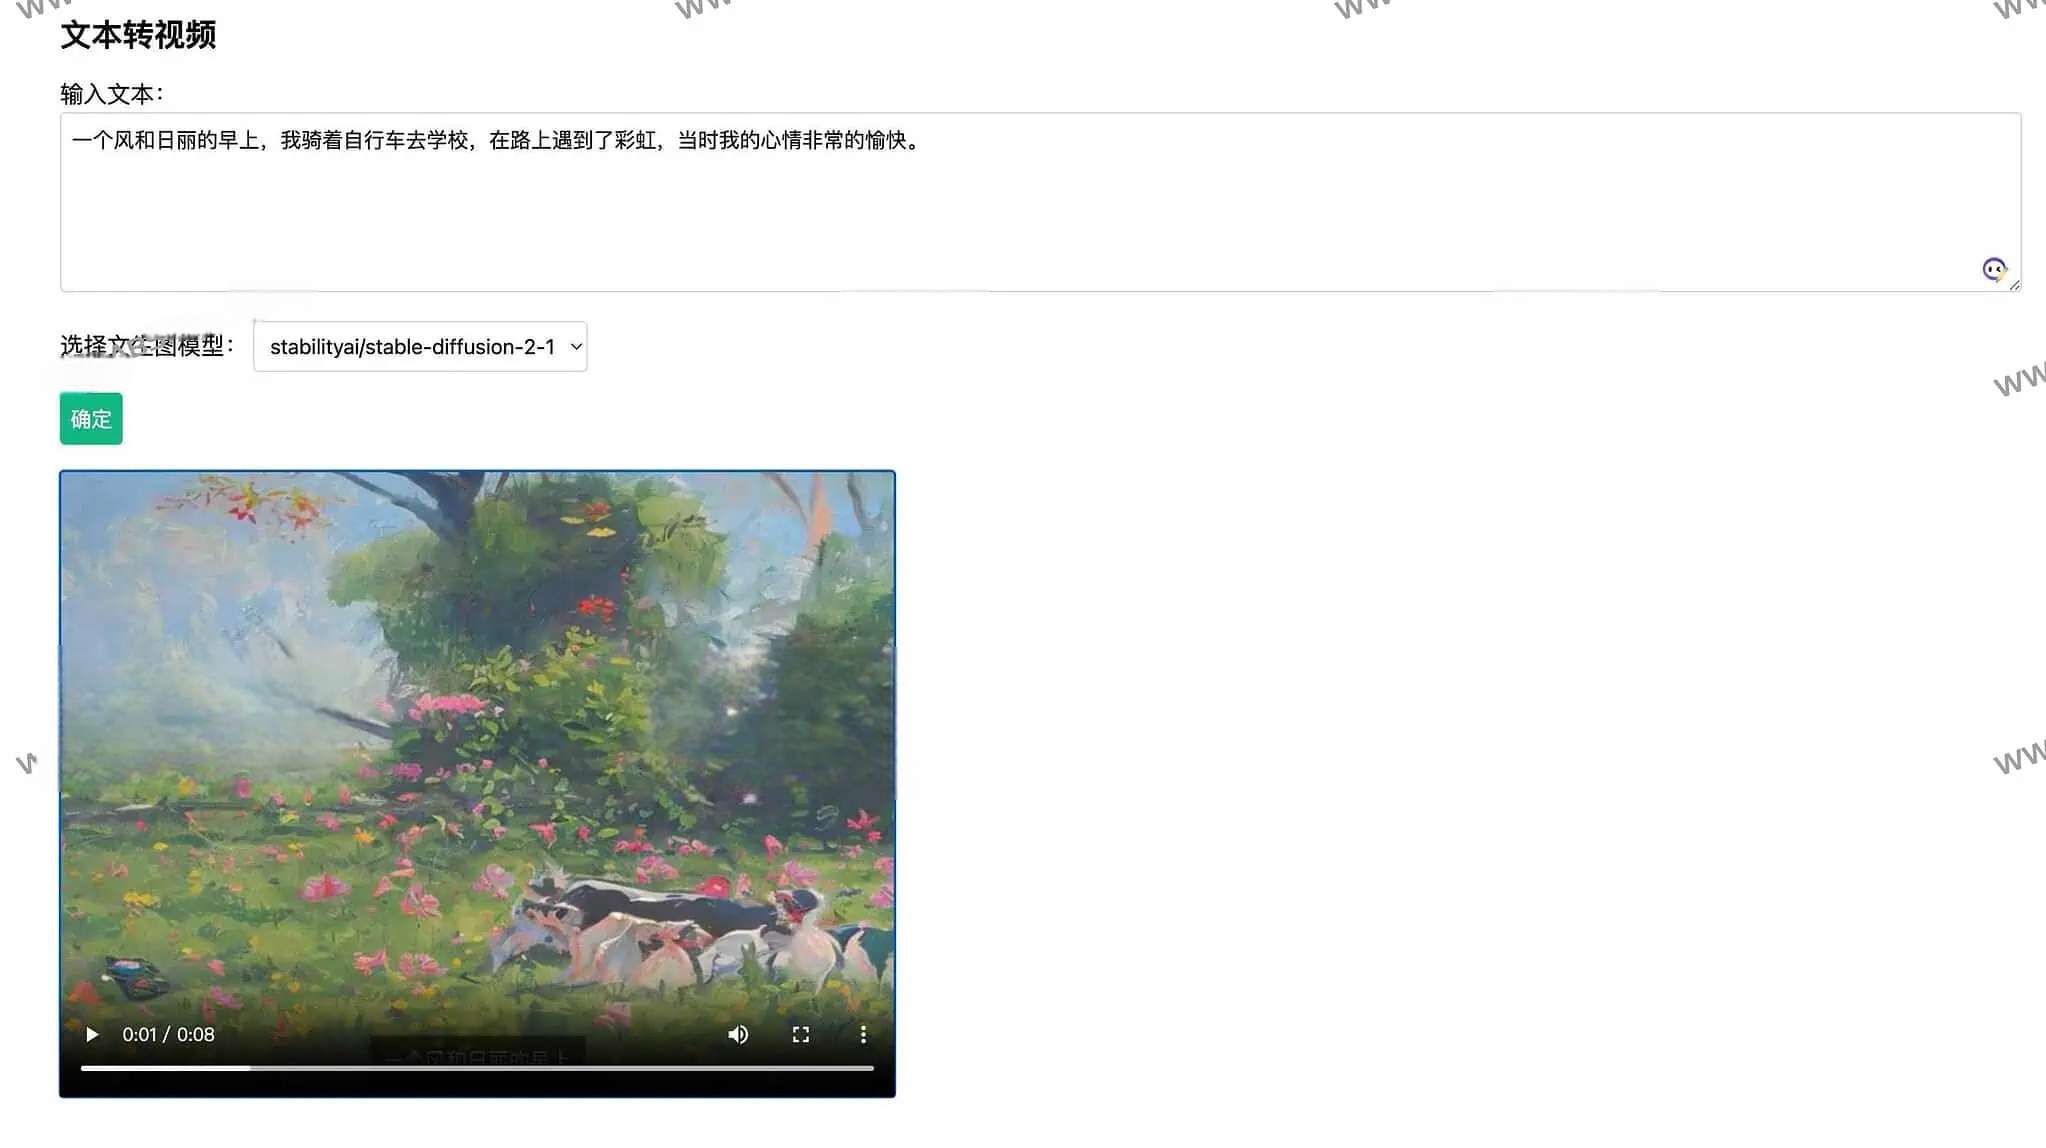 文本转视频
输入文本：
一个风和日丽的早上，我骑着自行车去学校，在路上遇到了彩虹，当时我的心情非常的愉快。
选择文生图模型： stabilityai/stable-diffusion-2-1
确定
0:01 / 0:08
一个风和日丽的早上